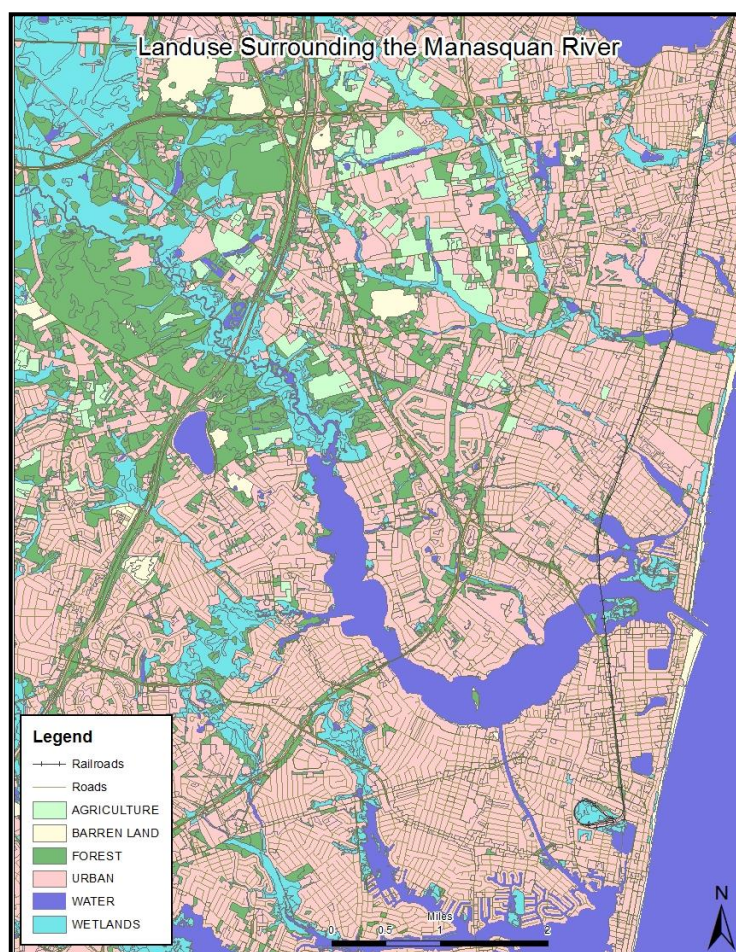 Landuse Surrounding the Manasquan River
Legend
Railroads
Roads
AGRICULTURE
BARREN LAND
FOREST
URBAN
WATER
WETLANDS
Miles
0 0.5 1 2
N